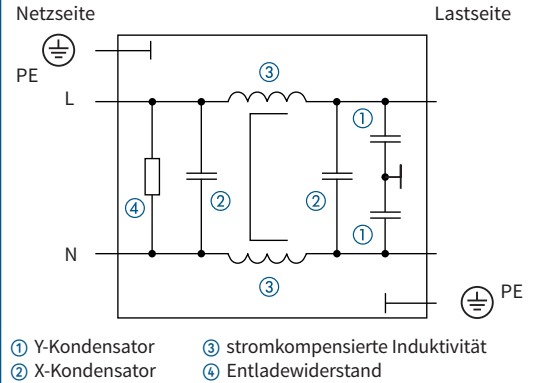 Netzseite
Lastseite
PE
L
③
①
④
②
②
①
N
③
PE
① Y-Kondensator
③ stromkompensierte Induktivität
② X-Kondensator
④ Entladewiderstand